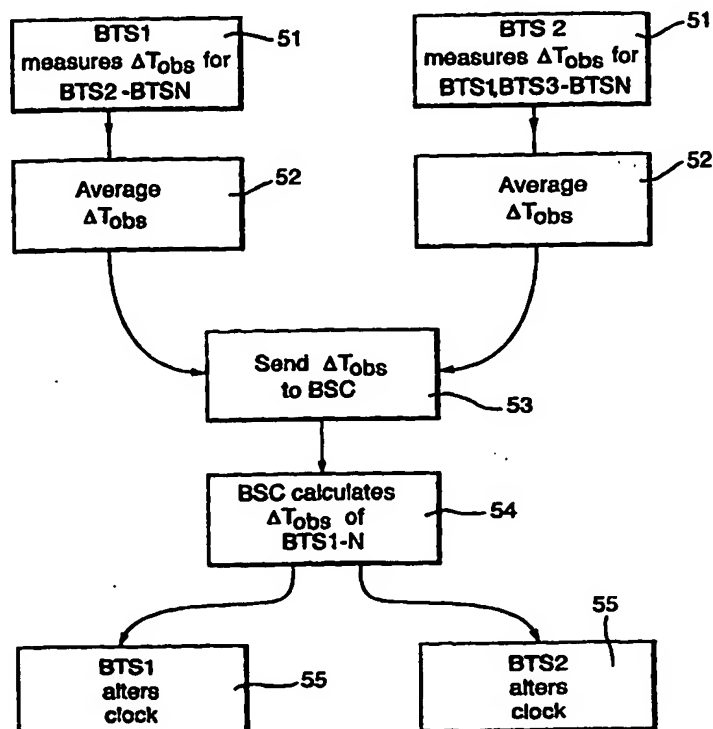 BTS1
measures ΔTobs for
BTS2-BTSN
51
BTS 2
measures ΔTobs for
BTS1,BTS3-BTSN
51
Average
ΔTobs
52
Average
ΔTobs
52
Send ΔTobs
to BSC
53
BSC calculates
ΔTobs of
BTS1-N
54
BTS1
alters
clock
55
BTS2
alters
clock
55